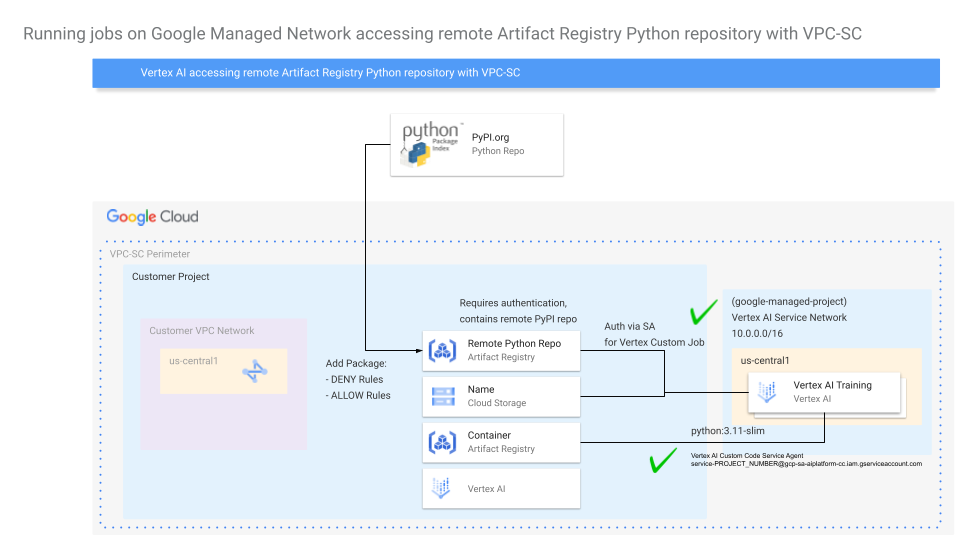 Running jobs on Google Managed Network accessing remote Artifact Registry Python repository with VPC-SC
Vertex AI accessing remote Artifact Registry Python repository with VPC-SC
python™
Package
Index
PyPI.org
Python Repo
Google Cloud
VPC-SC Perimeter
Customer Project
Customer VPC Network
us-central1
Add Package:
- DENY Rules
- ALLOW Rules
Requires authentication,
contains remote PyPI repo
Remote Python Repo
Artifact Registry
Name
Cloud Storage
Container
Artifact Registry
Vertex AI
Auth via SA
for Vertex Custom Job
(google-managed-project)
Vertex AI Service Network
10.0.0.0/16
us-central1
Vertex AI Training
Vertex AI
python:3.11-slim
Vertex AI Custom Code Service Agent
service-PROJECT_NUMBER@gcp-sa-aiplatform-cc.iam.gserviceaccount.com